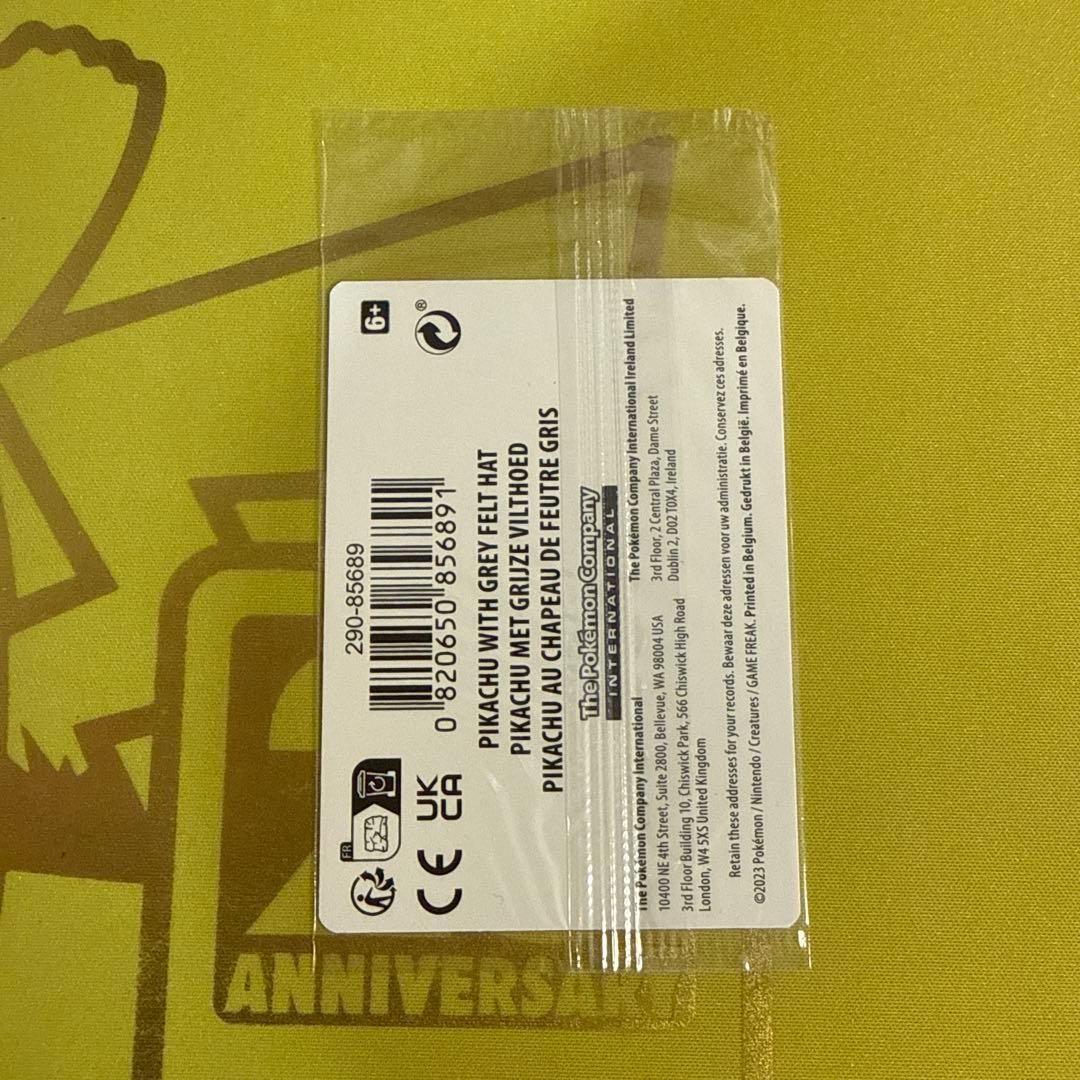 6+
®
290-85689
0 820650 856891
FR
CE
UK
CA
PIKACHU WITH GREY FELT HAT
PIKACHU MET GRIJZE VILTHOED
PIKACHU AU CHAPEAU DE FEUTRE GRIS
The Pokémon Company
INTERNATIONAL
The Pokémon Company International
10400 NE 4th Street, Suite 2800, Bellevue, WA 98004 USA
3rd Floor Building 10, Chiswick Park, 566 Chiswick High Road
London, W4 5XS United Kingdom
The Pokémon Company International Ireland Limited
3rd Floor, 2 Central Plaza, Dame Street
Dublin 2, D02 T0X4, Ireland
Retain these addresses for your records. Bewaar deze adressen voor uw administratie. Conservez ces adresses.
©2023 Pokémon / Nintendo / Creatures / GAME FREAK. Printed in Belgium. Gedrukt in België. Imprimé en Belgique.
ANNIVERSARY